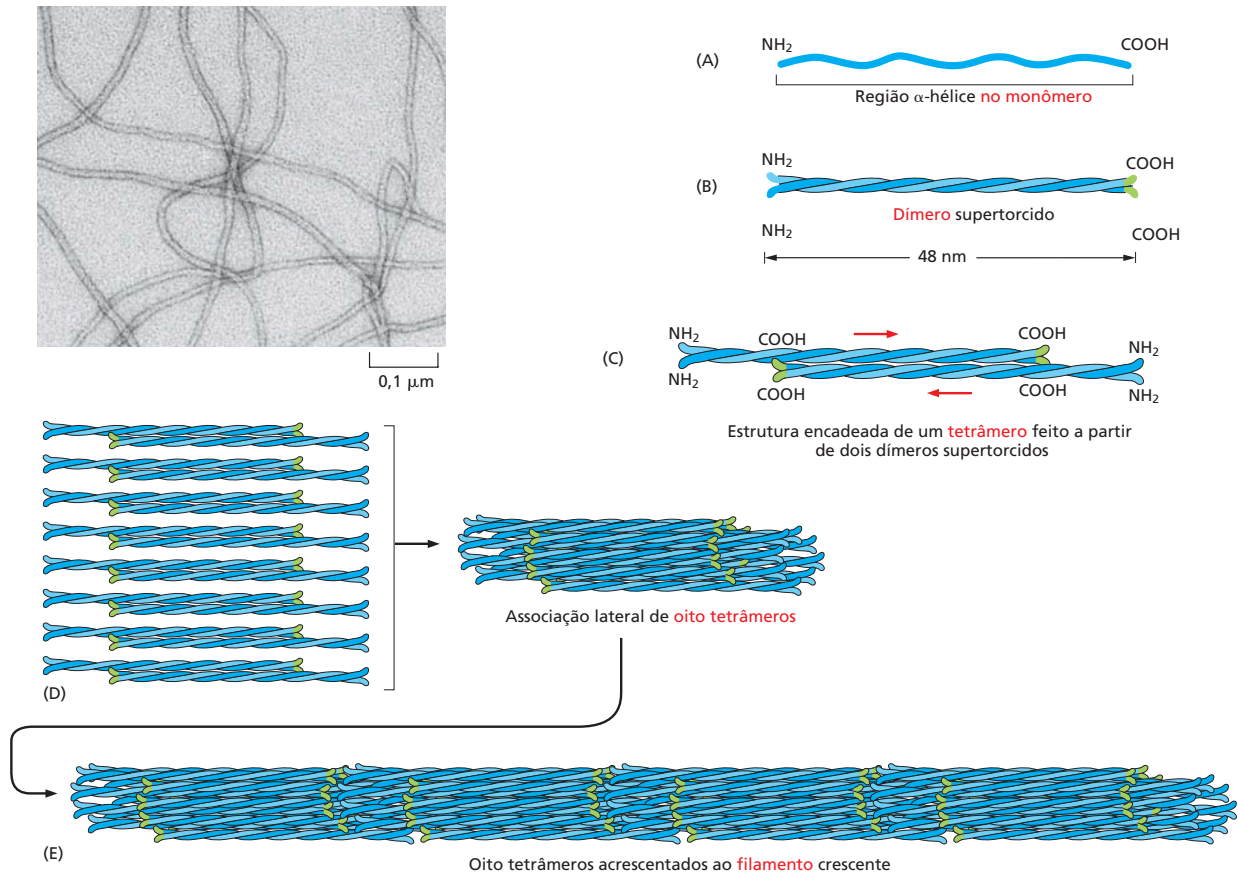 0,1 μm
(A)
NH2
COOH
Região α-hélice no monômero
(B)
NH2
COOH
Dímero supertorcido
NH2
COOH
48 nm
(C)
NH2
COOH
COOH
NH2
NH2
COOH
COOH
NH2
Estrutura encadeada de um tetrâmero feito a partir
de dois dímeros supertorcidos
(D)
Associação lateral de oito tetrâmeros
(E)
Oito tetrâmeros acrescentados ao filamento crescente